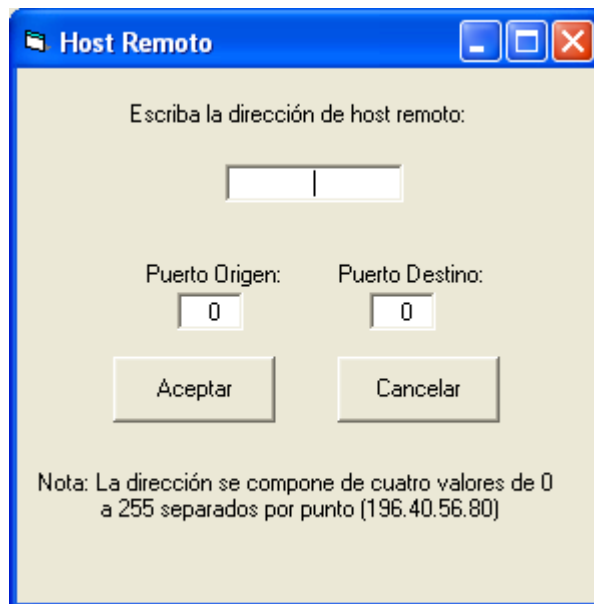 Host Remoto
Escriba la dirección de host remoto:
Puerto Origen: Puerto Destino:
0 0
Aceptar Cancelar
Nota: La dirección se compone de cuatro valores de 0
a 255 separados por punto (196.40.56.80)